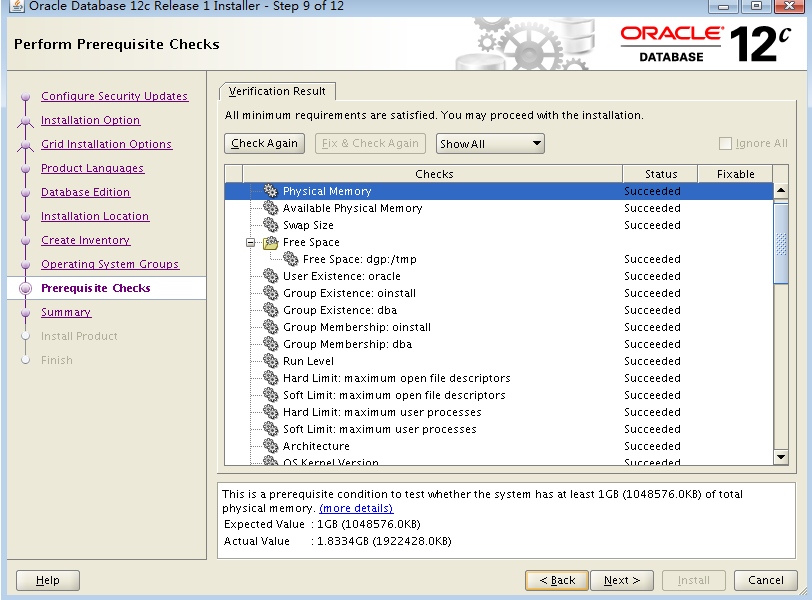 Oracle Database 12c Release 1 Installer - Step 9 of 12
Perform Prerequisite Checks
ORACLE®
DATABASE
12c
Configure Security Updates
Installation Option
Grid Installation Options
Product Languages
Database Edition
Installation Location
Create Inventory
Operating System Groups
Prerequisite Checks
Summary
Install Product
Finish
Verification Result
All minimum requirements are satisfied. You may proceed with the installation.
Check Again
Fix & Check Again
Show All
Ignore All
Checks Status Fixable
Physical Memory Succeeded
Available Physical Memory Succeeded
Swap Size Succeeded
Free Space
Free Space: dgp:/tmp Succeeded
User Existence: oracle Succeeded
Group Existence: oinstall Succeeded
Group Existence: dba Succeeded
Group Membership: oinstall Succeeded
Group Membership: dba Succeeded
Run Level Succeeded
Hard Limit: maximum open file descriptors Succeeded
Soft Limit: maximum open file descriptors Succeeded
Hard Limit: maximum user processes Succeeded
Soft Limit: maximum user processes Succeeded
Architecture Succeeded
OS Kernel Version Succeeded
This is a prerequisite condition to test whether the system has at least 1GB (1048576.0KB) of total
physical memory. (more details)
Expected Value : 1GB (1048576.0KB)
Actual Value : 1.8334GB (1922428.0KB)
Help
< Back
Next >
Install
Cancel